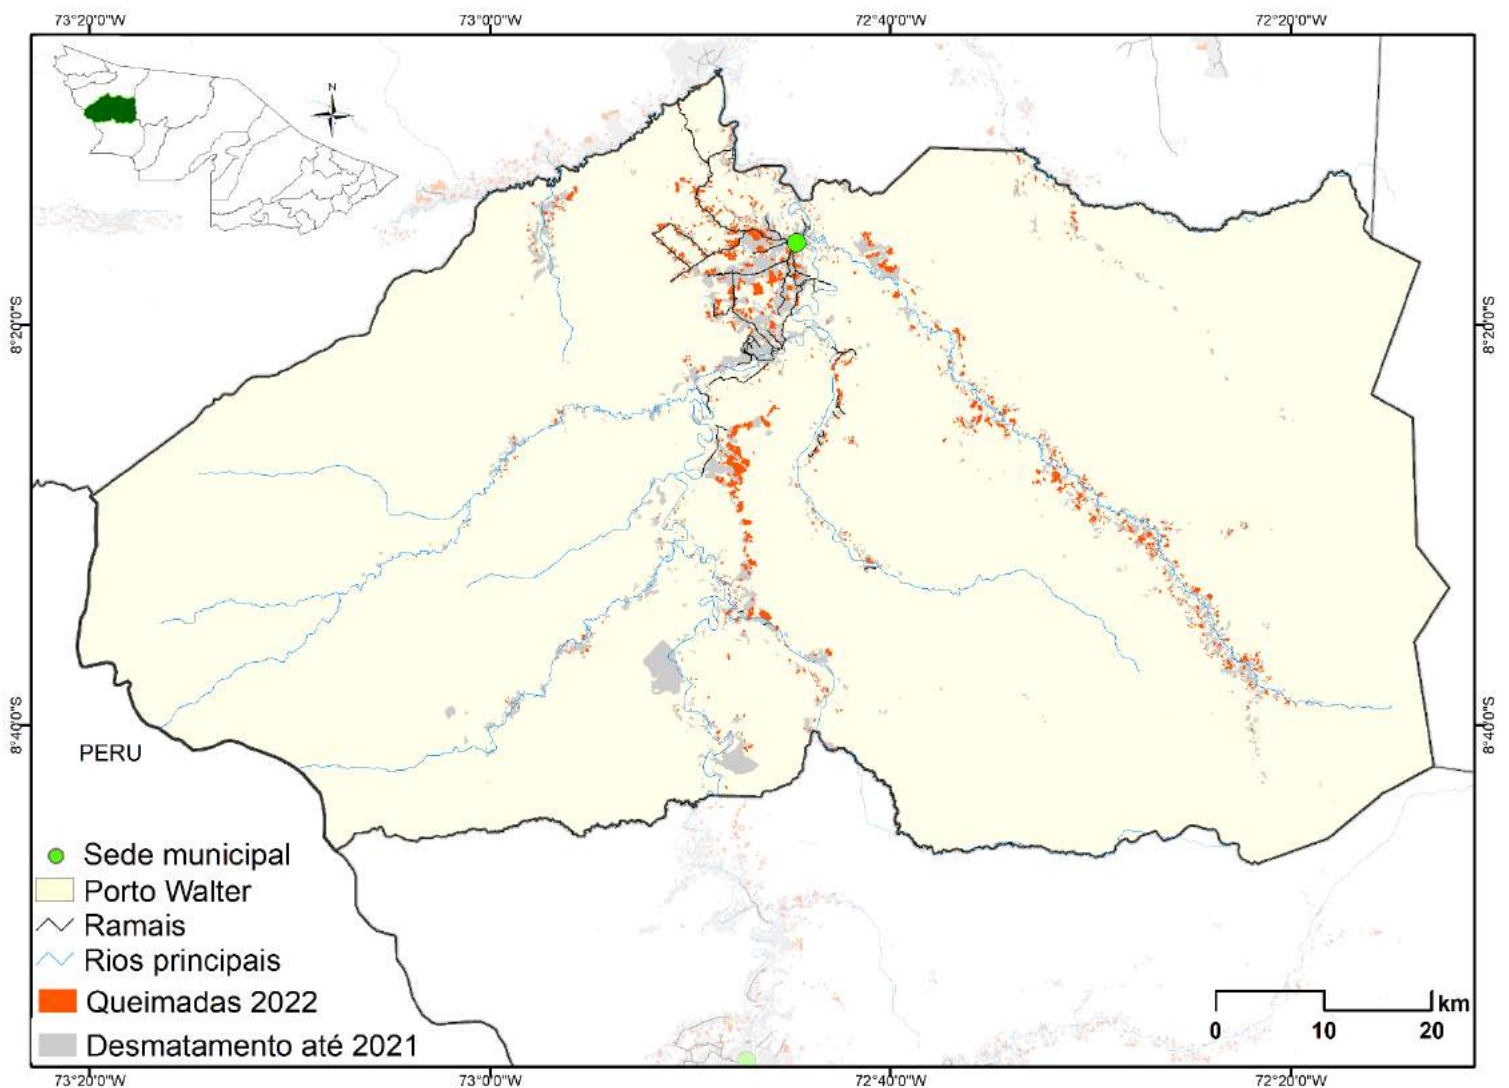 73°20'0"W 73°0'0"W 72°40'0"W 72°20'0"W
N
8°20'0"S 8°20'0"S
8°40'0"S 8°40'0"S
PERU
Sede municipal
Porto Walter
Ramais
Rios principais
Queimadas 2022
Desmatamento até 2021
km
0 10 20
73°20'0"W 73°0'0"W 72°40'0"W 72°20'0"W